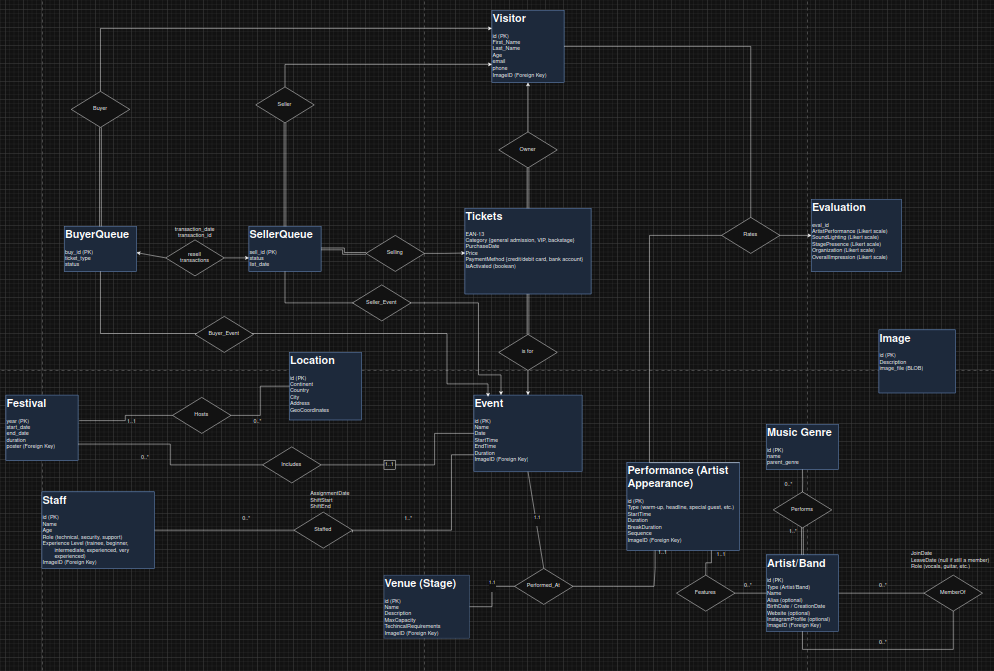 Visitor
id (PK)
First_Name
Last_Name
Age
email
phone
ImageID (Foreign Key)
Buyer
Seller
Owner
BuyerQueue
buy_id (PK)
ticket_type
status
transaction_date
transaction_id
resell
transactions
SellerQueue
sell_id (PK)
status
list_date
Selling
Tickets
EAN-13
Category (general admission, VIP, backstage)
PurchaseDate
Price
PaymentMethod (credit/debit card, bank account)
IsActivated (boolean)
Rates
Evaluation
eval_id
ArtistPerformance (Likert scale)
SoundLighting (Likert scale)
StagePresence (Likert scale)
Organization (Likert scale)
OverallImpression (Likert scale)
Seller_Event
Buyer_Event
is for
Image
id (PK)
Description
image_file (BLOB)
Location
id (PK)
Continent
Country
City
Address
GeoCoordinates
Festival
year (PK)
start_date
end_date
duration
poster (Foreign Key)
1..1
Hosts
0..*
0..*
Includes
1..1
Event
id (PK)
Name
Date
StartTime
EndTime
Duration
ImageID (Foreign Key)
Music Genre
id (PK)
name
parent_genre
0..*
Performs
1..*
Performance (Artist
Appearance)
id (PK)
Type (warm-up, headline, special guest, etc.)
StartTime
Duration
BreakDuration
Sequence
ImageID (Foreign Key)
1..1
1..1
Staff
id (PK)
Name
Age
Role (technical, security, support)
Experience Level (trainee, beginner,
intermediate, experienced, very
experienced)
ImageID (Foreign Key)
0..*
AssignmentDate
ShiftStart
ShiftEnd
Staffed
1..*
1.1
Venue (Stage)
id (PK)
Name
Description
MaxCapacity
TechincalRequirements
ImageID (Foreign Key)
1.1
Performed_At
Features
0..*
Artist/Band
id (PK)
Type (Artist/Band)
Name
Alias (optional)
BirthDate / CreationDate
Website (optional)
InstagramProfile (optional)
ImageID (Foreign Key)
0..*
JoinDate
LeaveDate (null if still a member)
Role (vocals, guitar, etc.)
MemberOf
0..*